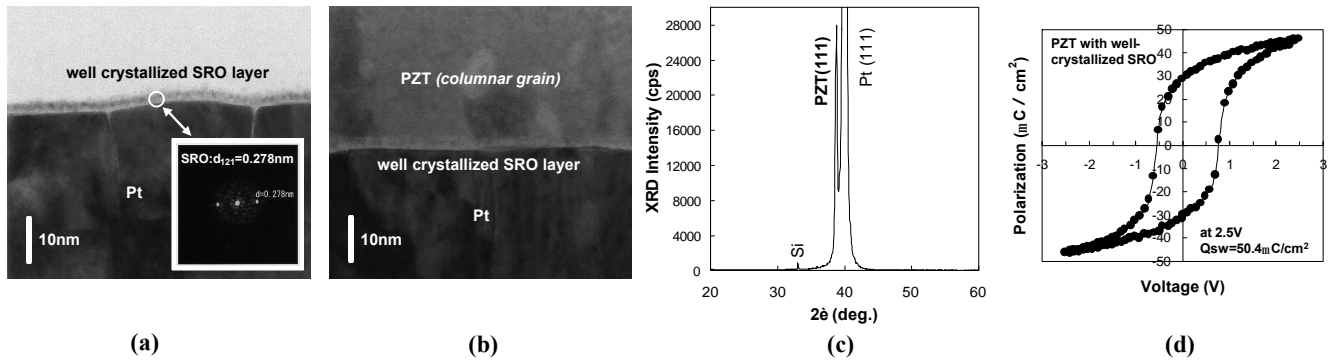 well crystallized SRO layer
SRO:d121=0.278nm
d=0.278nm
Pt
10nm
(a)
PZT (columnar grain)
well crystallized SRO layer
Pt
10nm
(b)
XRD Intensity (cps)
28000
24000
20000
16000
12000
8000
4000
0
PZT(111)
Pt (111)
Si
20
40
60
2è (deg.)
(c)
Polarization (mC / cm2)
50
40
30
20
10
0
-10
-20
-30
-40
-50
-3
-2
-1
0
1
2
3
PZT with well-
crystallized SRO
at 2.5V
Qsw=50.4mC/cm2
Voltage (V)
(d)